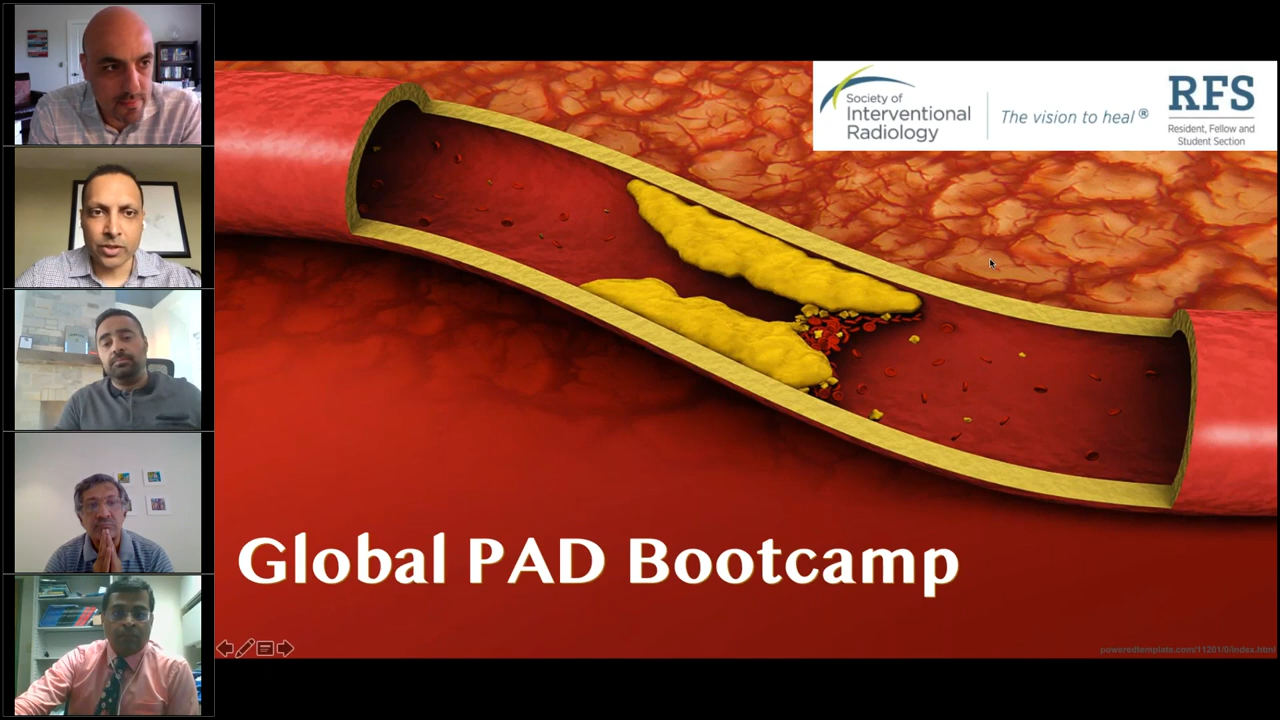 Society of
Interventional
Radiology
The vision to heal®
RFS
Resident, Fellow and
Student Section
Global PAD Bootcamp
poweredtemplate.com/11201/0/index.html